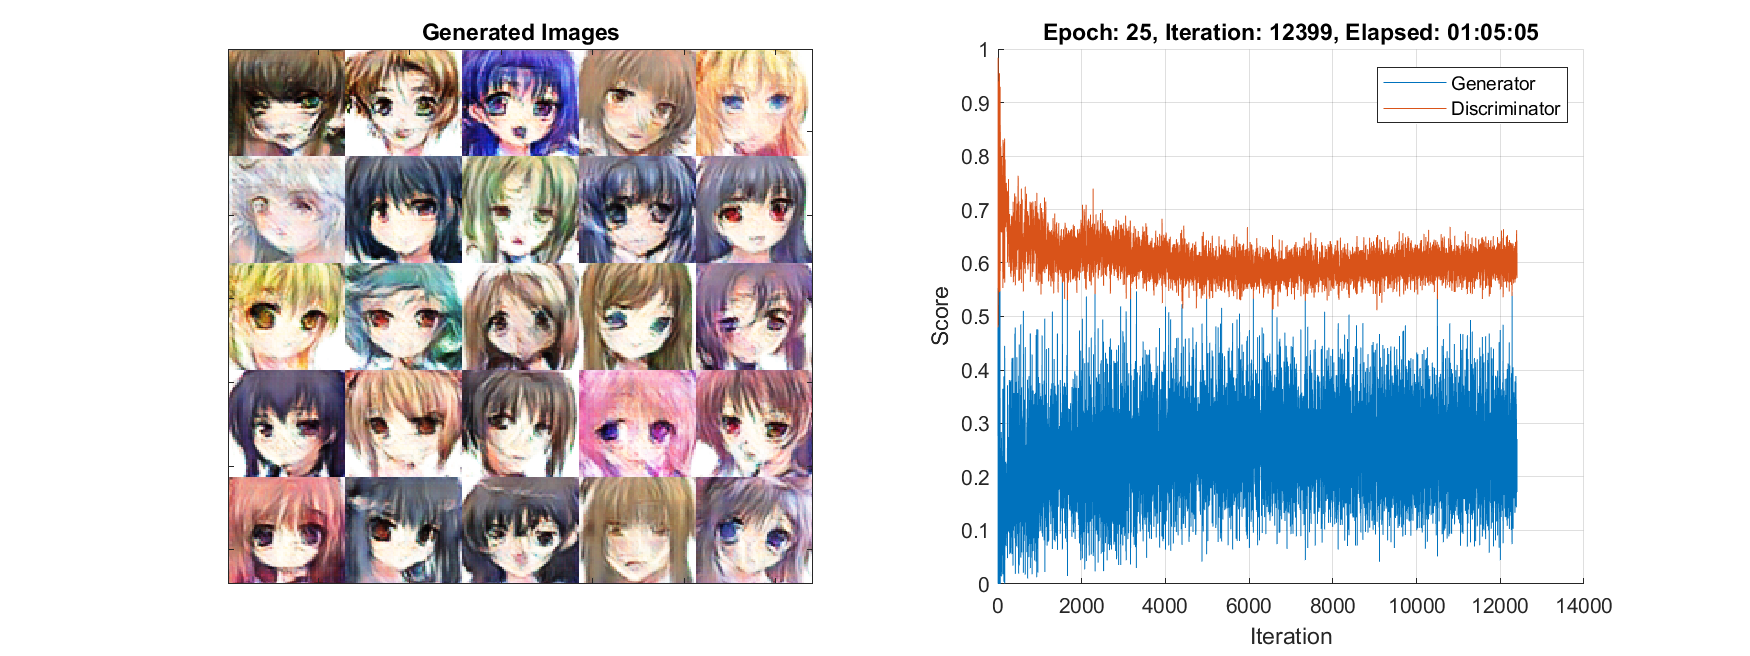 Generated Images
Epoch: 25, Iteration: 12399, Elapsed: 01:05:05
Generator
Discriminator
1
0.9
0.8
0.7
0.6
0.5
0.4
0.3
0.2
0.1
0
Score
0 2000 4000 6000 8000 10000 12000 14000
Iteration